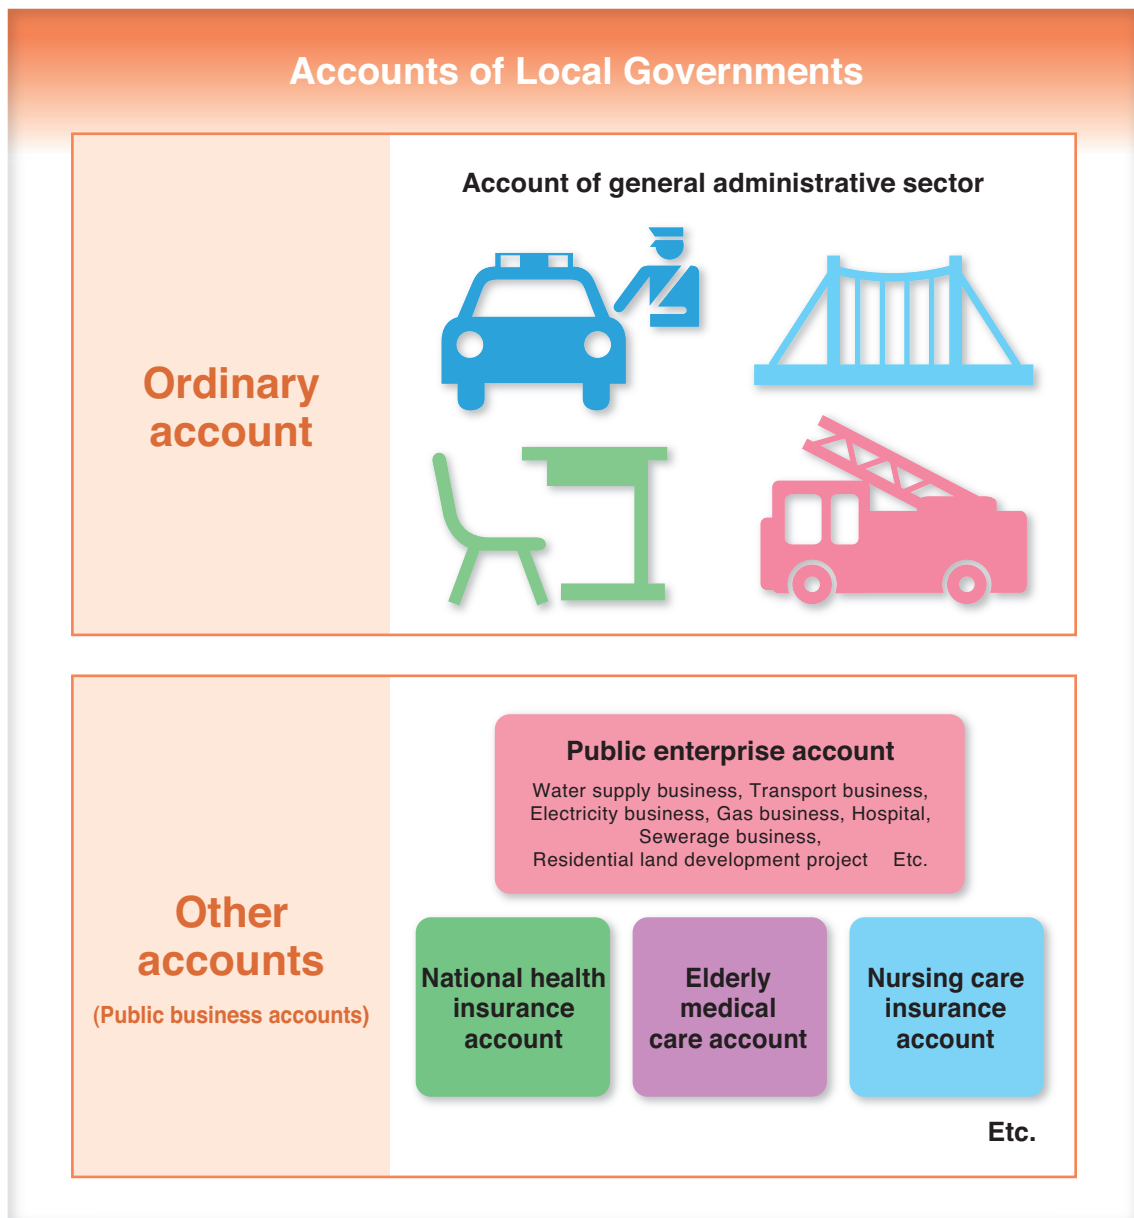 Accounts of Local Governments
Ordinary
account
Account of general administrative sector
Other
accounts
(Public business accounts)
Public enterprise account
Water supply business, Transport business,
Electricity business, Gas business, Hospital,
Sewerage business,
Residential land development project Etc.
National health
insurance
account
Elderly
medical
care account
Nursing care
insurance
account
Etc.